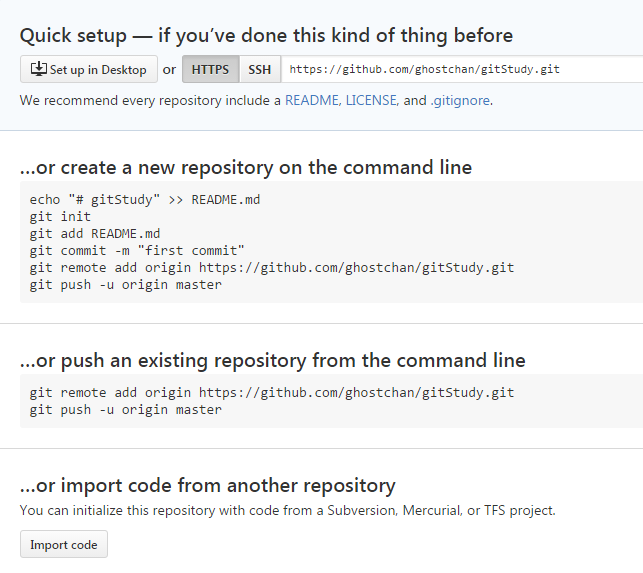 Quick setup — if you’ve done this kind of thing before
Set up in Desktop or HTTPS SSH https://github.com/ghostchan/gitStudy.git
We recommend every repository include a README, LICENSE, and .gitignore.
…or create a new repository on the command line
echo "# gitStudy" >> README.md
git init
git add README.md
git commit -m "first commit"
git remote add origin https://github.com/ghostchan/gitStudy.git
git push -u origin master
…or push an existing repository from the command line
git remote add origin https://github.com/ghostchan/gitStudy.git
git push -u origin master
…or import code from another repository
You can initialize this repository with code from a Subversion, Mercurial, or TFS project.
Import code